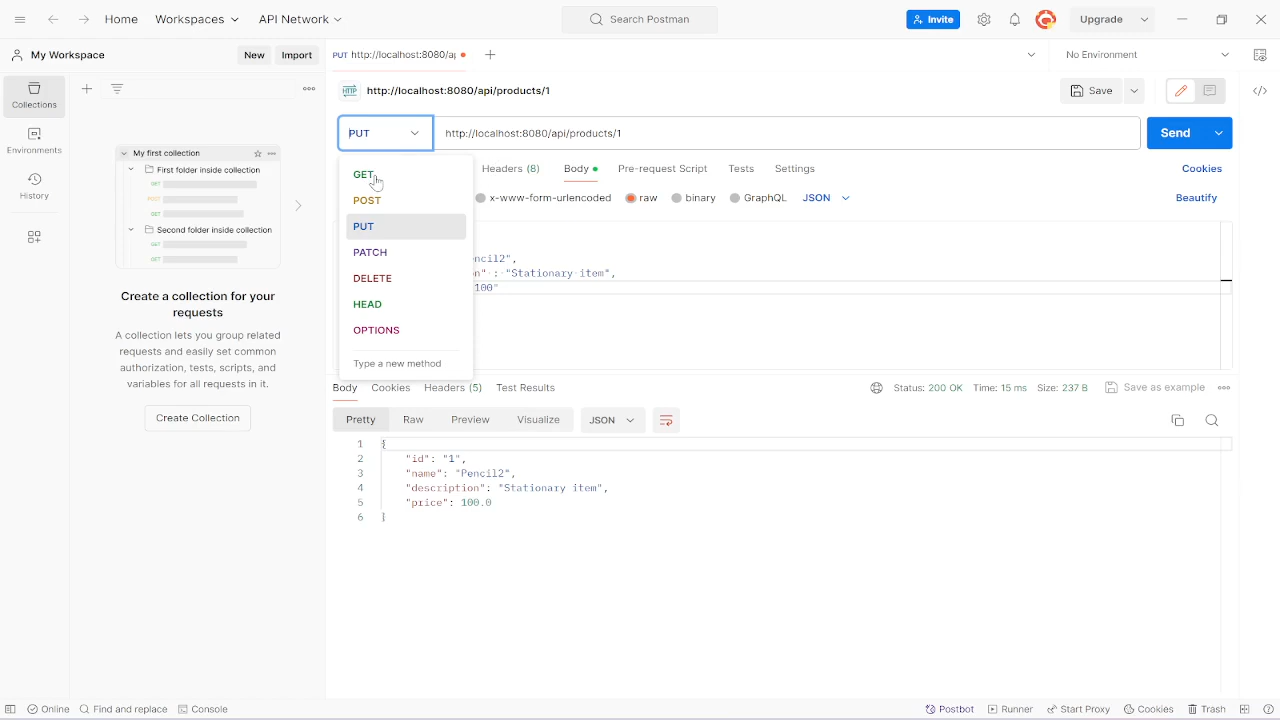 Home Workspaces API Network Search Postman Invite Upgrade
My Workspace New Import PUT http://localhost:8080/a No Environment
Collections
Environments
History
HTTP http://localhost:8080/api/products/1 Save
PUT http://localhost:8080/api/products/1 Send
GET
POST
PUT
PATCH
DELETE
HEAD
OPTIONS
Type a new method
Headers (8) Body Pre-request Script Tests Settings Cookies
x-www-form-urlencoded raw binary GraphQL JSON Beautify
ncil2",
n" : "Stationary item",
100"
My first collection
First folder inside collection
GET
POST
GET
Second folder inside collection
GET
GET
Create a collection for your
requests
A collection lets you group related
requests and easily set common
authorization, tests, scripts, and
variables for all requests in it.
Create Collection
Body Cookies Headers (5) Test Results Status: 200 OK Time: 15 ms Size: 237 B Save as example
Pretty Raw Preview Visualize JSON
1 {
2 "id": "1",
3 "name": "Pencil2",
4 "description": "Stationary item",
5 "price": 100.0
6 }
Online Find and replace Console Postbot Runner Start Proxy Cookies Trash